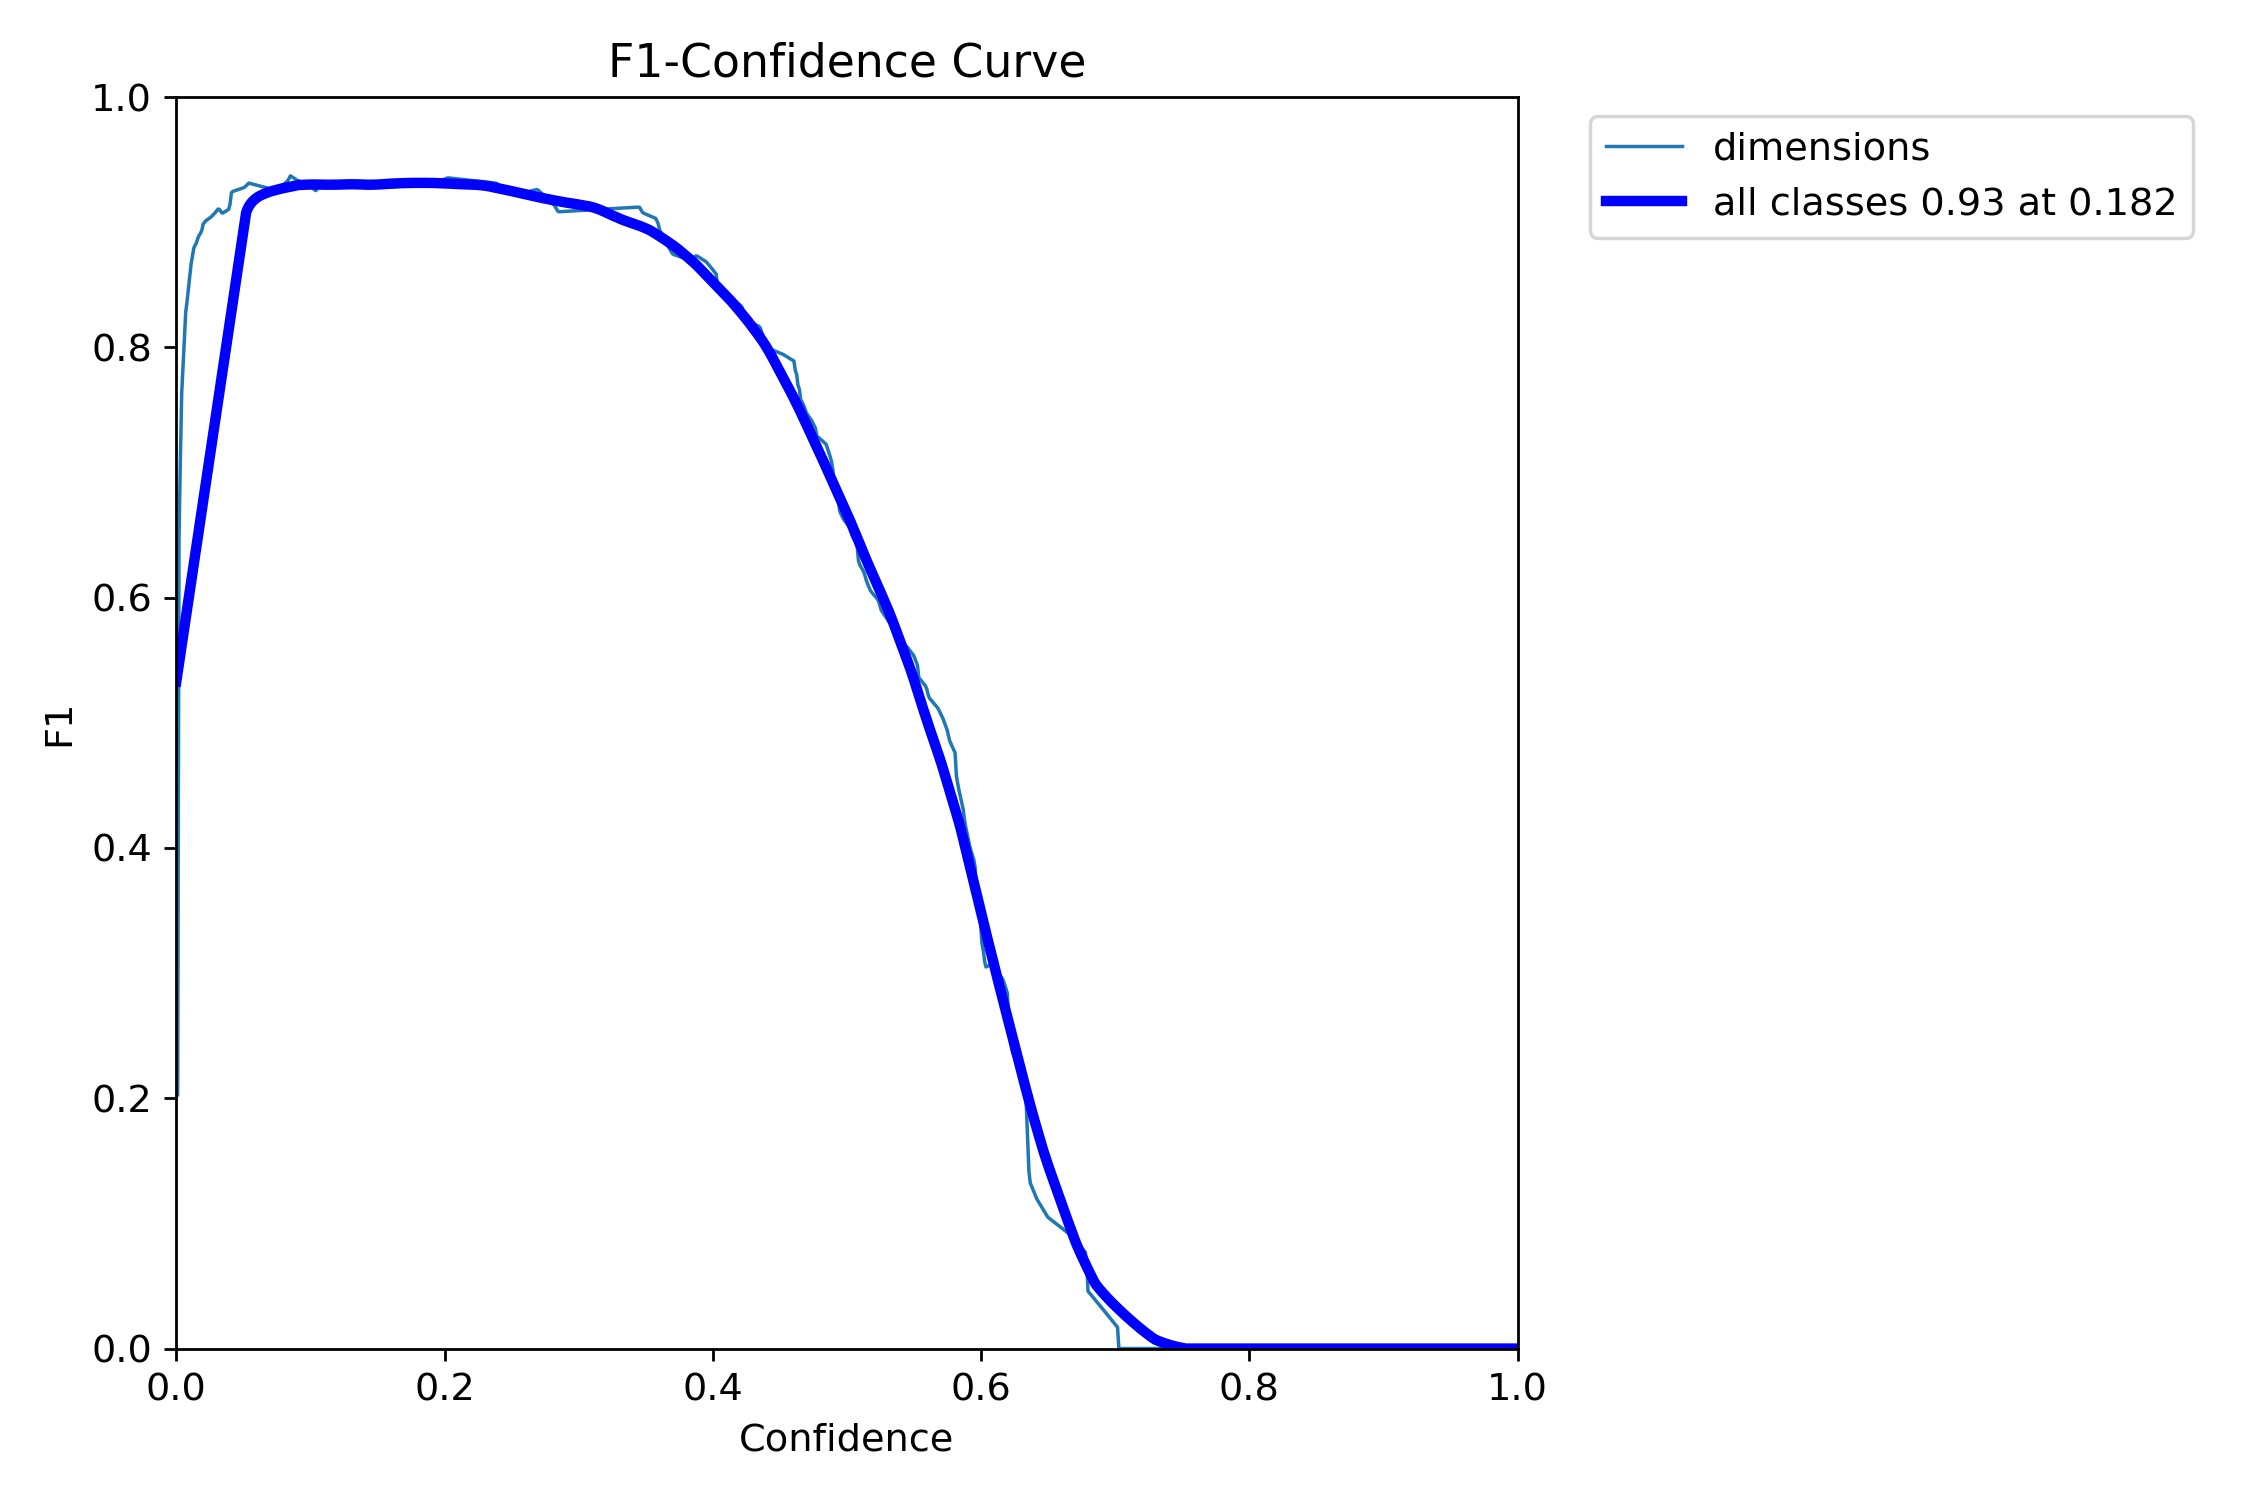 F1-Confidence Curve
dimensions
all classes 0.93 at 0.182
1.0
0.8
0.6
0.4
0.2
0.0
F1
0.0 0.2 0.4 0.6 0.8 1.0
Confidence